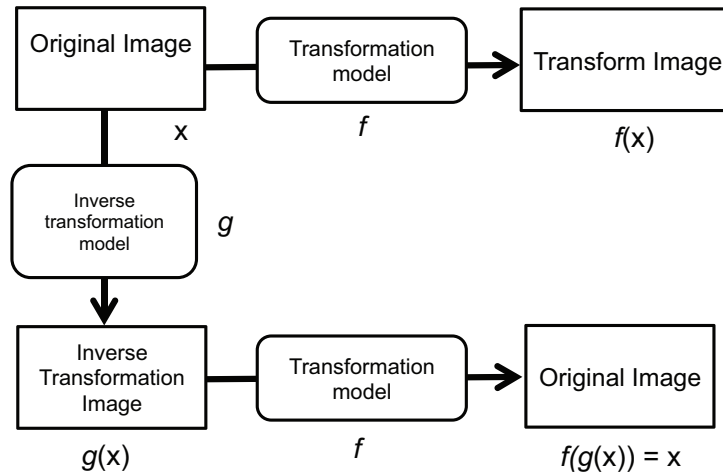 Original Image
Transformation
model
Transform Image
x
f
f(x)
Inverse
transformation
model
g
Inverse
Transformation
Image
Transformation
model
Original Image
g(x)
f
f(g(x)) = x